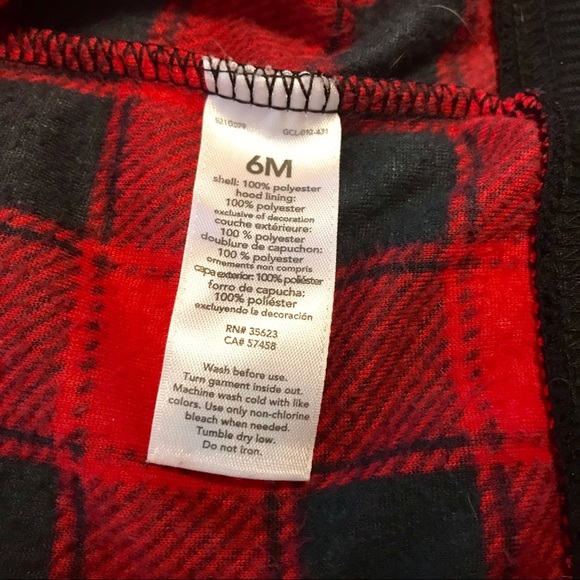 GCL-092-431
6M
shell: 100% polyester
hood lining:
100% polyester
exclusive of decoration
couche extérieure:
100 % polyester
doublure de capuchon:
100 % polyester
ornements non compris
capa exterior: 100% poliéster
forro de capucha:
100% poliéster
excluyendo la decoración
RN# 35623
CA# 57458
Wash before use.
Turn garment inside out.
Machine wash cold with like
colors. Use only non-chlorine
bleach when needed.
Tumble dry low.
Do not iron.